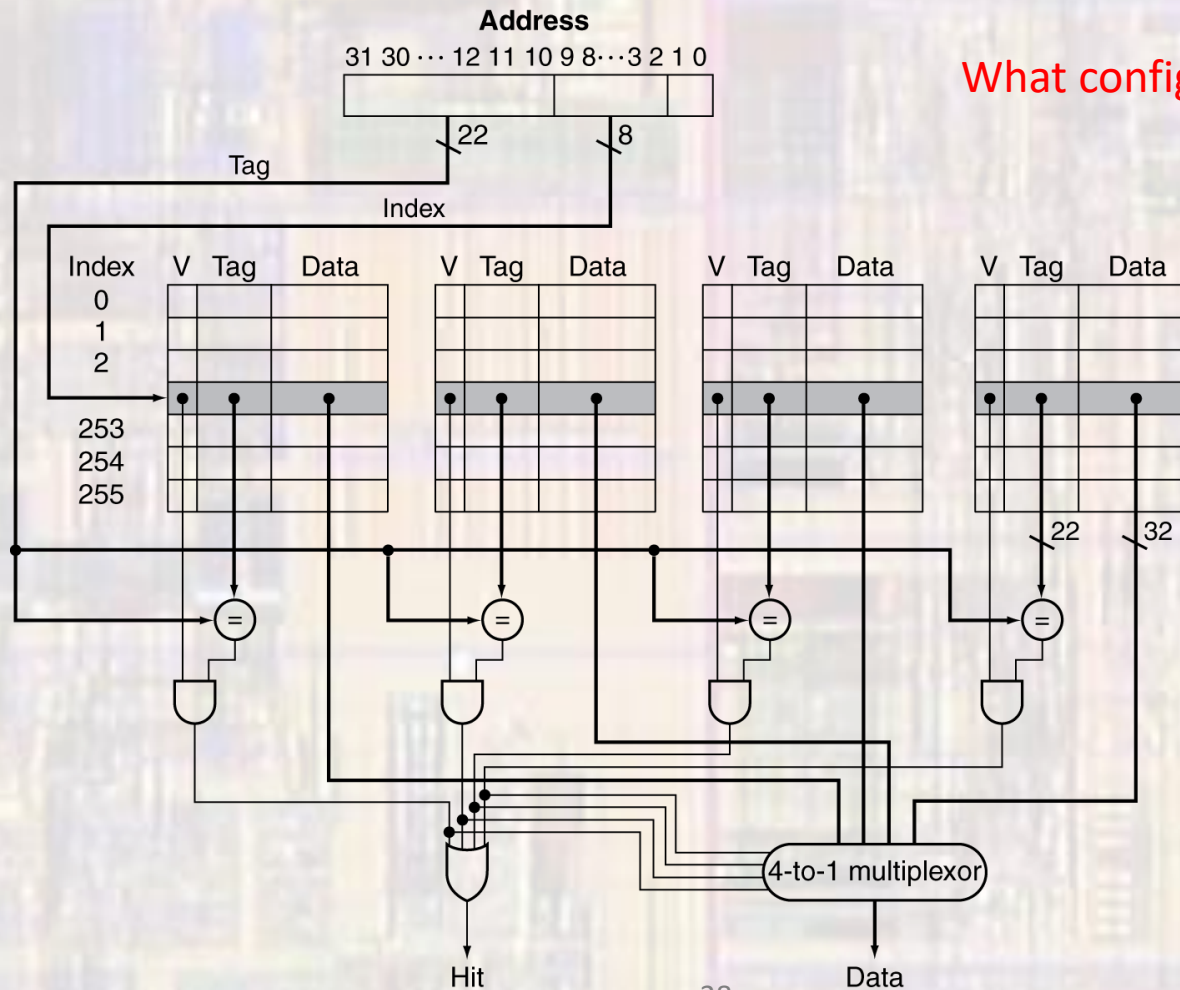 Address
31 30 ··· 12 11 10 9 8···3 2 1 0
What config
22
8
Tag
Index
Index V Tag Data V Tag Data V Tag Data V Tag Data
0
1
2
253
254
255
22
32
= = = =
4-to-1 multiplexor
Hit
Data